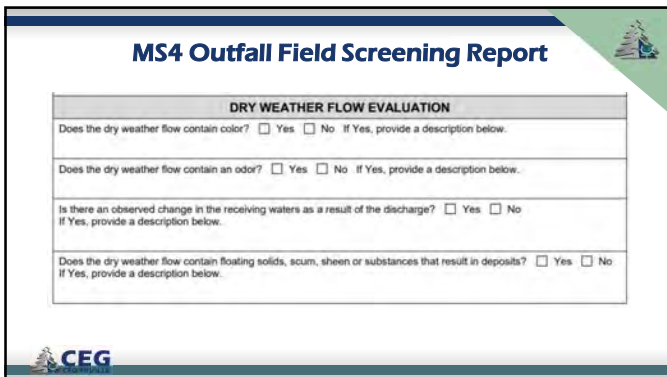 MS4 Outfall Field Screening Report
DRY WEATHER FLOW EVALUATION
Does the dry weather flow contain color? ☐ Yes ☐ No If Yes, provide a description below.
Does the dry weather flow contain an odor? ☐ Yes ☐ No If Yes, provide a description below.
Is there an observed change in the receiving waters as a result of the discharge? ☐ Yes ☐ No
If Yes, provide a description below.
Does the dry weather flow contain floating solids, scum, sheen or substances that result in deposits? ☐ Yes ☐ No
If Yes, provide a description below.
CEG